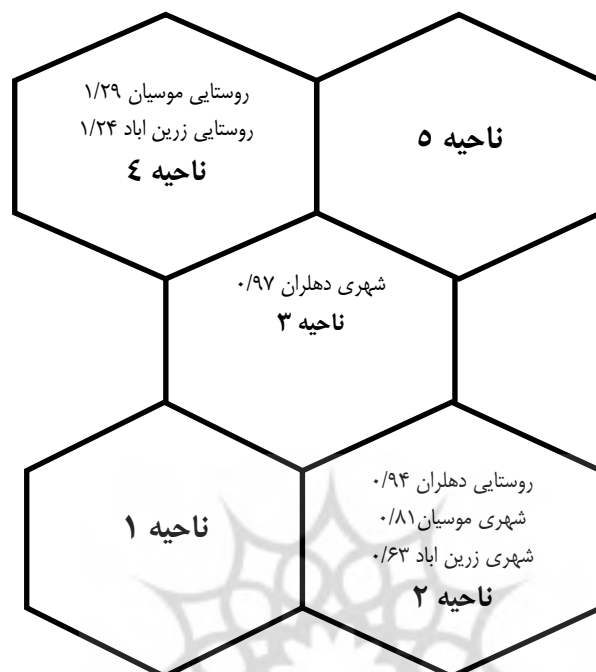 ناحیه ۵
روستایی موسیان ۱/۲۹
روستایی زرین اباد ۱/۲۴
ناحیه ٤
شهری دهلران ۰/۹۷
ناحیه ۳
روستایی دهلران ۰/۹۴
شهری موسیان۰/۸۱
شهری زرین اباد ۰/۶۳
ناحیه ۲
ناحیه ۱